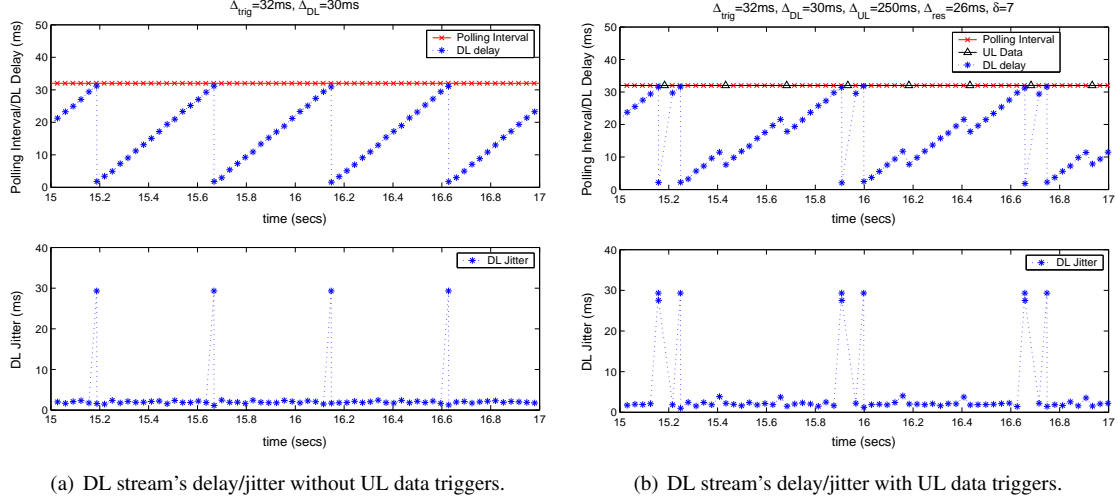 Δtrig=32ms, ΔDL=30ms
50
40
30
20
10
0
Polling Interval/DL Delay (ms)
Polling Interval
DL delay
15 15.2 15.4 15.6 15.8 16 16.2 16.4 16.6 16.8 17
time (secs)
40
30
20
10
0
DL Jitter (ms)
DL Jitter
15 15.2 15.4 15.6 15.8 16 16.2 16.4 16.6 16.8 17
time (secs)
(a) DL stream's delay/jitter without UL data triggers.
Δtrig=32ms, ΔDL=30ms, ΔUL=250ms, Δres=26ms, δ=7
50
40
30
20
10
0
Polling Interval/DL Delay (ms)
Polling Interval
UL Data
DL delay
15 15.2 15.4 15.6 15.8 16 16.2 16.4 16.6 16.8 17
time (secs)
40
30
20
10
0
DL Jitter (ms)
DL Jitter
15 15.2 15.4 15.6 15.8 16 16.2 16.4 16.6 16.8 17
time (secs)
(b) DL stream's delay/jitter with UL data triggers.